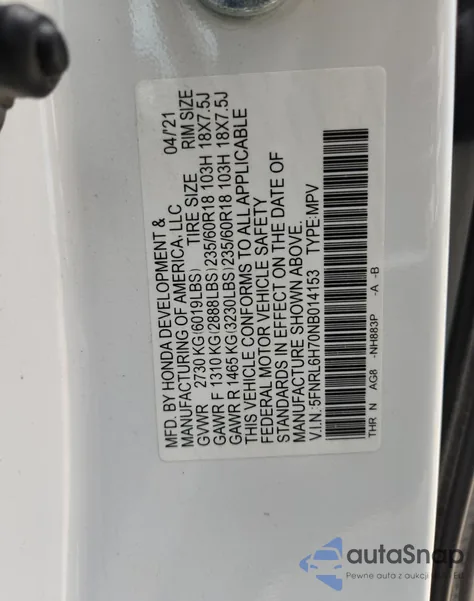 MFD. BY HONDA DEVELOPMENT & 04/'21
MANUFACTURING OF AMERICA, LLC
GVWR 2730 KG(6019LBS) TIRE SIZE RIM SIZE
GAWR F 1310 KG(2888LBS)235/60R18 103H 18X7.5J
GAWR R 1465 KG(3230LBS)235/60R18 103H 18X7.5J
THIS VEHICLE CONFORMS TO ALL APPLICABLE
FEDERAL MOTOR VEHICLE SAFETY
STANDARDS IN EFFECT ON THE DATE OF
MANUFACTURE SHOWN ABOVE.
V.I.N.:5FNRL6H70NB014153 TYPE:MPV
THR N AG8 -NH883P -A -B
autoSnap
Pewne auta z aukcji